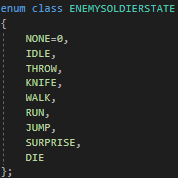 enum class ENEMYSOLDIERSTATE
{
NONE=0,
IDLE,
THROW,
KNIFE,
WALK,
RUN,
JUMP,
SURPRISE,
DIE
};